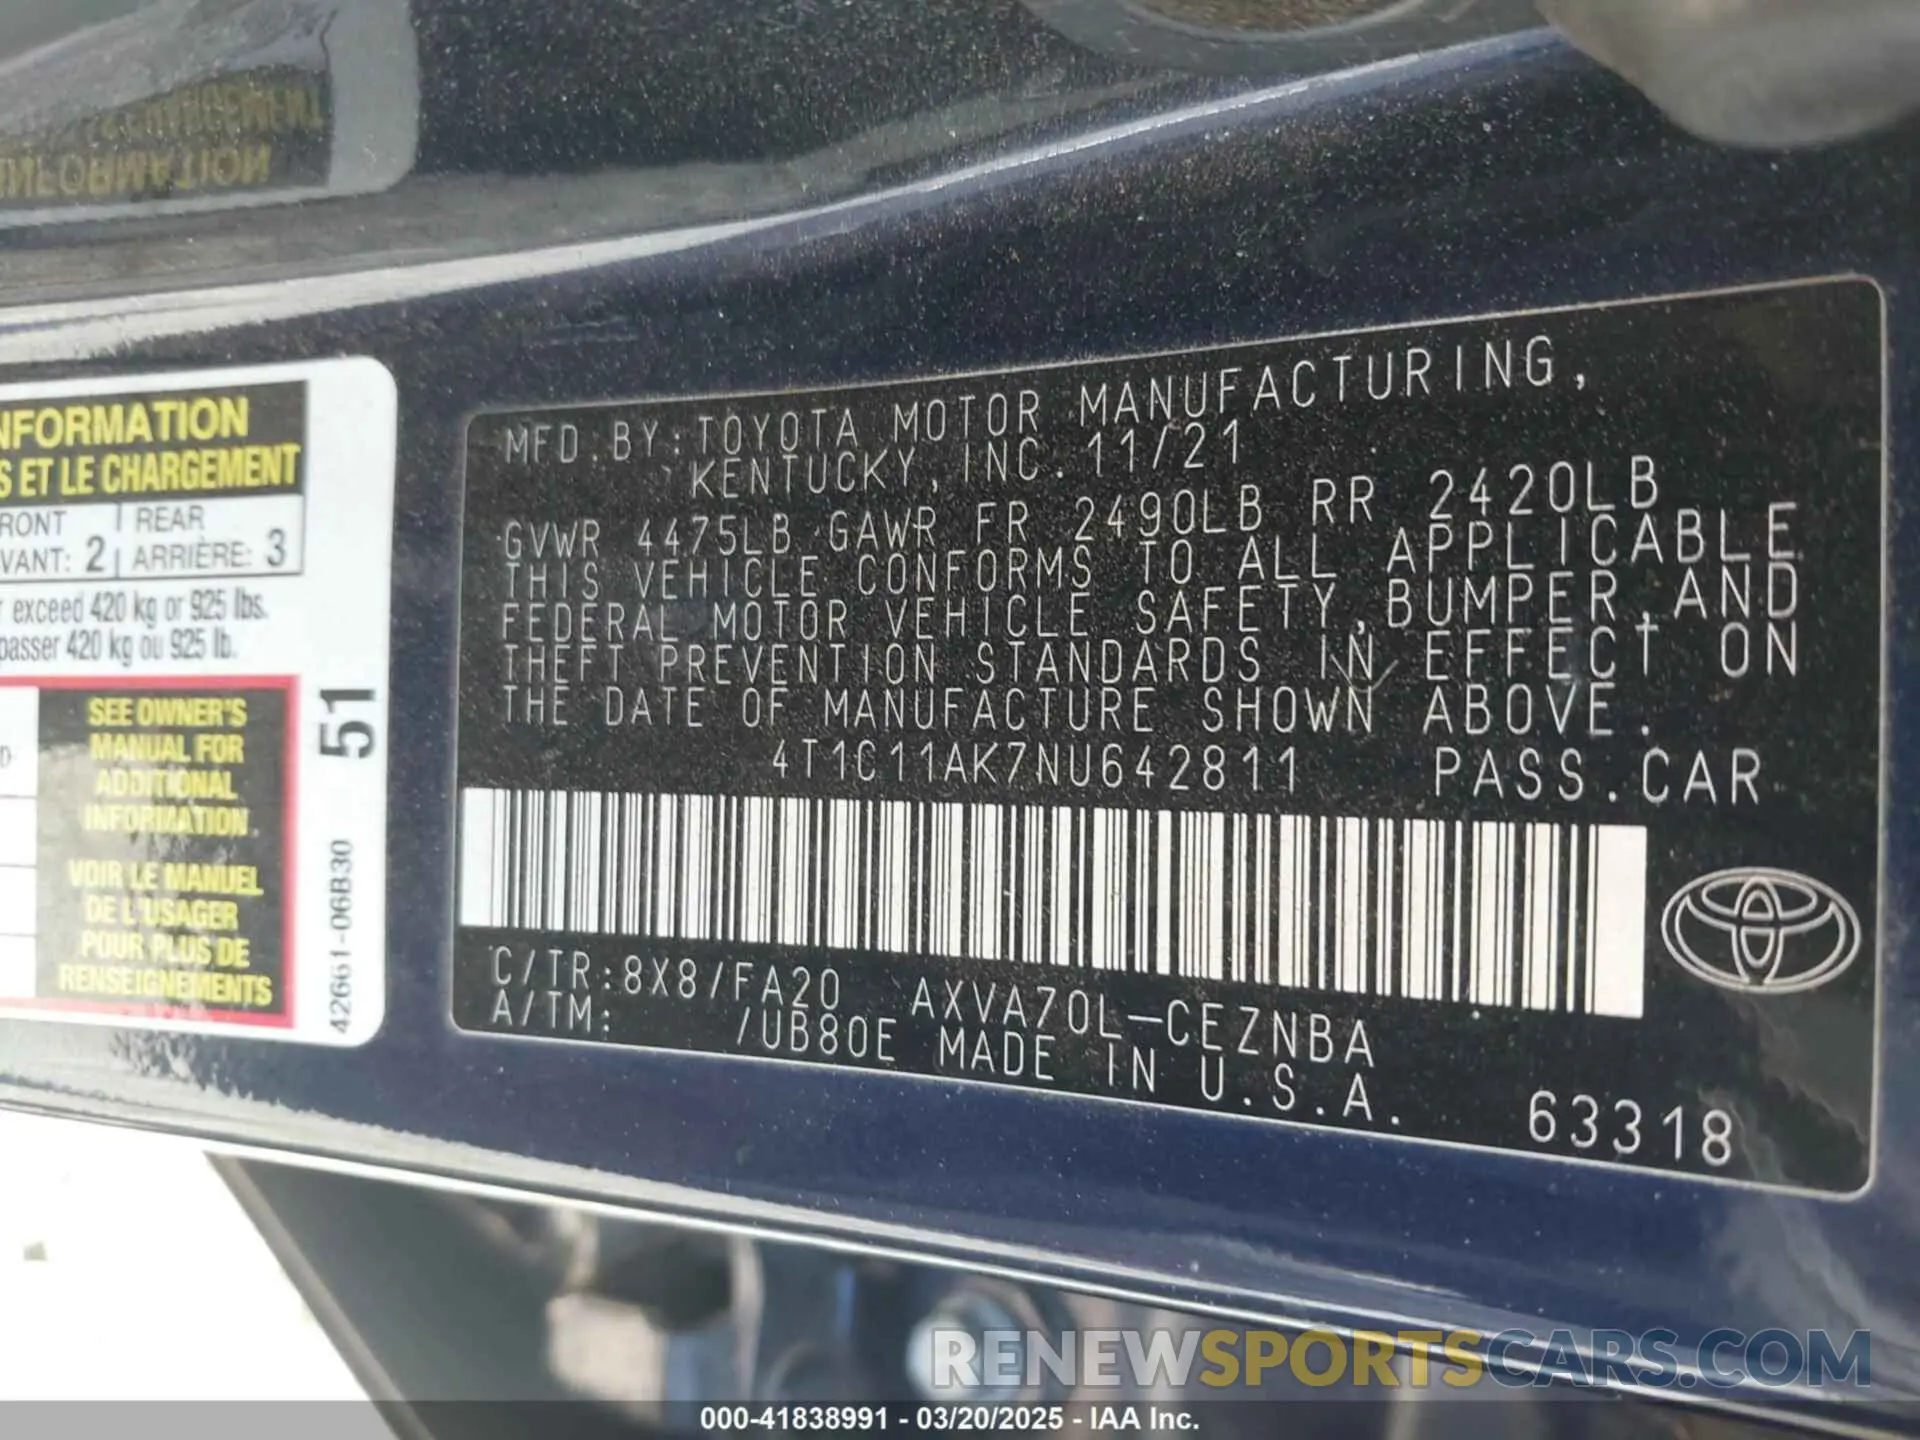 INFORMATION
S ET LE CHARGEMENT
RONT | REAR
VANT: 2 | ARRIÈRE: 3
r exceed 420 kg or 925 lbs.
passer 420 kg ou 925 lb.
SEE OWNER'S
MANUAL FOR
ADDITIONAL
INFORMATION
VOIR LE MANUEL
DE L'USAGER
POUR PLUS DE
RENSEIGNEMENTS
51
42661-06B30
MFD.BY:TOYOTA MOTOR MANUFACTURING,
KENTUCKY,INC.11/21
GVWR 4475LB GAWR FR 2490LB RR 2420LB
THIS VEHICLE CONFORMS TO ALL APPLICABLE
FEDERAL MOTOR VEHICLE SAFETY,BUMPER,AND
THEFT PREVENTION STANDARDS IN EFFECT ON
THE DATE OF MANUFACTURE SHOWN ABOVE.
4T1C11AK7NU642811 PASS.CAR
C/TR:8X8/FA20 AXVA70L-CEZNBA
A/TM: /UB80E MADE IN U.S.A.
63318
RENEWSPORTSCARS.COM
000-41838991 - 03/20/2025 - IAA Inc.